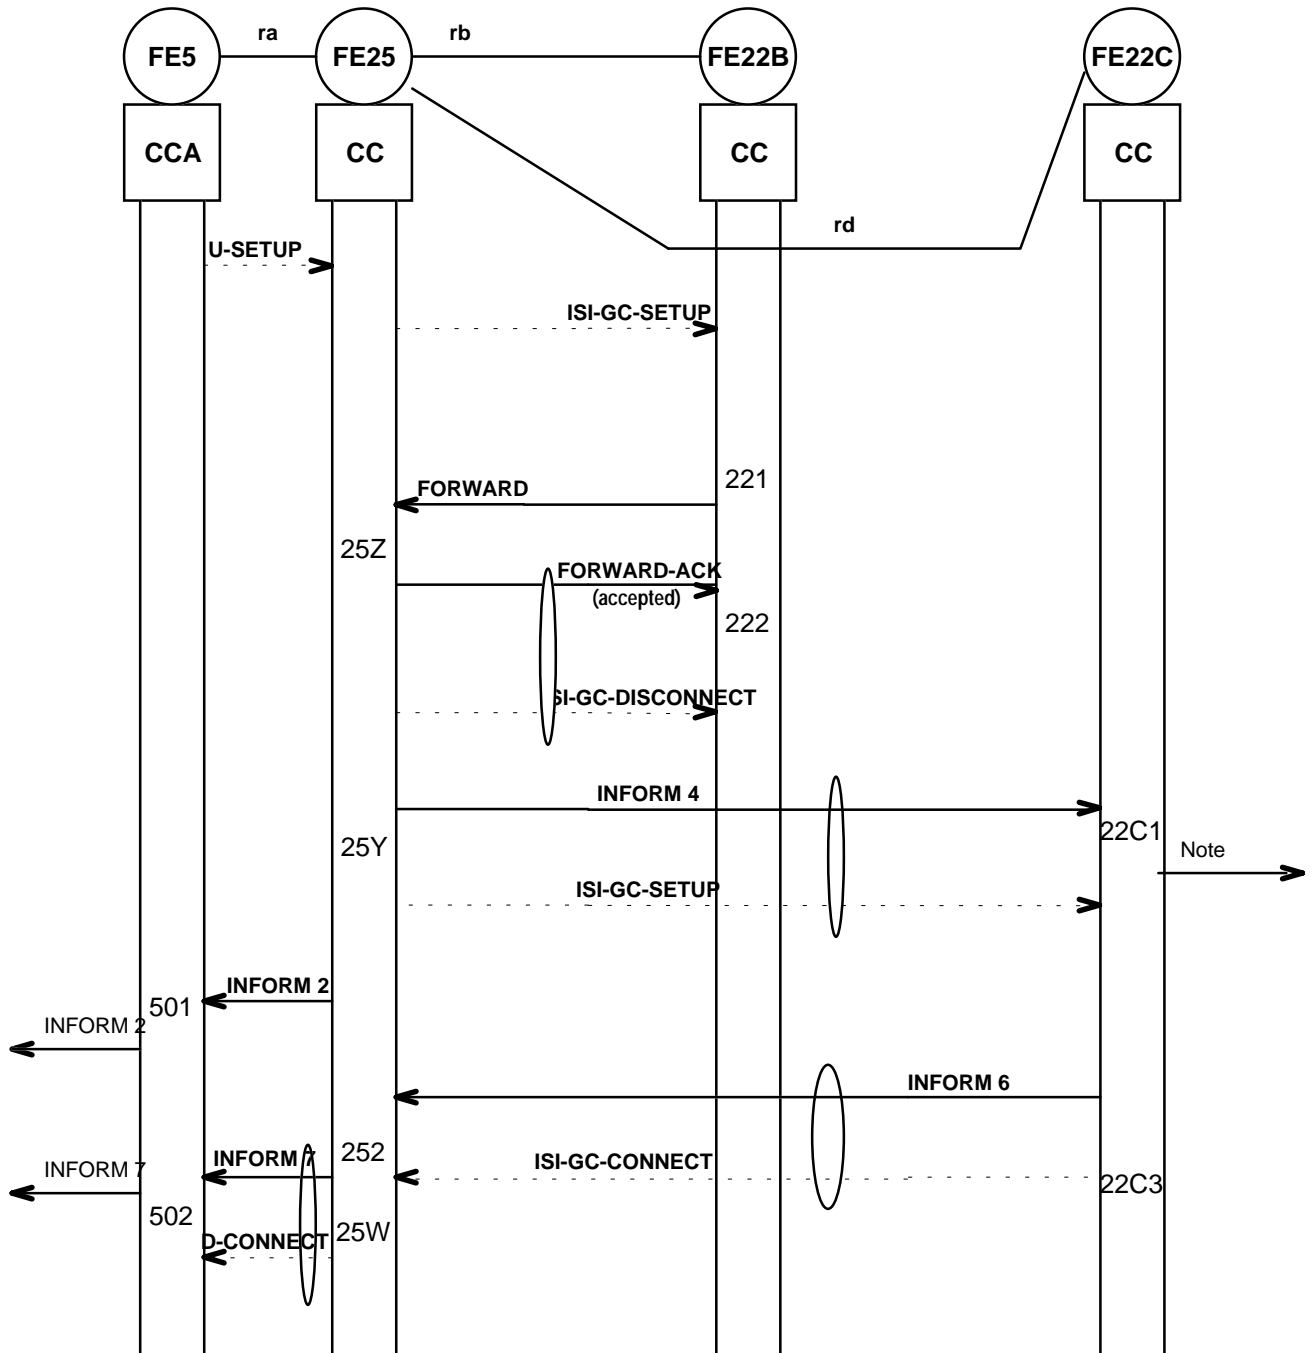 ra
rb
FE5
FE25
FE22B
FE22C
CCA
CC
CC
CC
rd
U-SETUP
ISI-GC-SETUP
221
FORWARD
25Z
FORWARD-ACK
(accepted)
222
SI-GC-DISCONNECT
INFORM 4
22C1
25Y
Note
ISI-GC-SETUP
INFORM 2
501
INFORM 2
INFORM 6
252
INFORM 7
ISI-GC-CONNECT
INFORM 7
22C3
502
25W
D-CONNECT